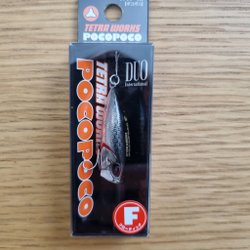 TETRA WORKS
POCOPOCO
DUO
International
TETRA WORKS
POCOPOCO
F